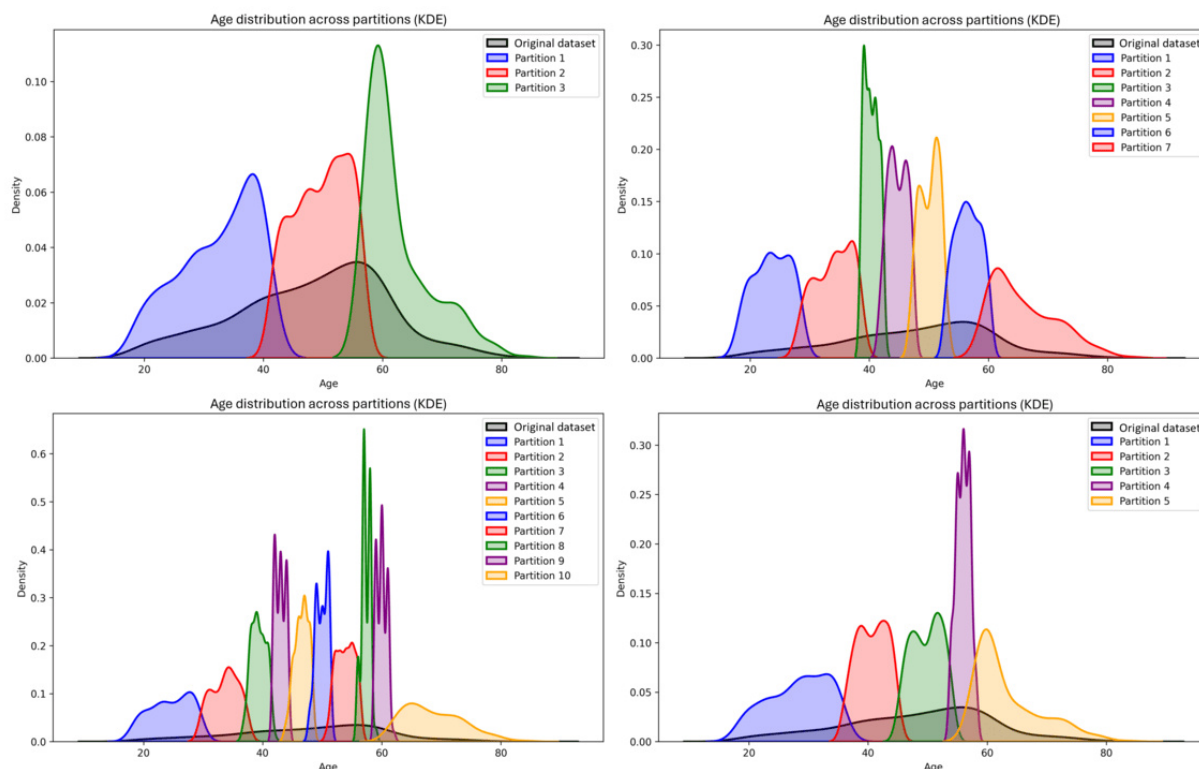 Age distribution across partitions (KDE)
Original dataset
Partition 1
Partition 2
Partition 3
0.10
0.08
0.06
0.04
0.02
0.00
Density
20
40
60
80
Age
Age distribution across partitions (KDE)
Original dataset
Partition 1
Partition 2
Partition 3
Partition 4
Partition 5
Partition 6
Partition 7
0.30
0.25
0.20
0.15
0.10
0.05
0.00
Density
20
40
60
80
Age
Age distribution across partitions (KDE)
Original dataset
Partition 1
Partition 2
Partition 3
Partition 4
Partition 5
Partition 6
Partition 7
Partition 8
Partition 9
Partition 10
0.6
0.5
0.4
0.3
0.2
0.1
0.0
Density
20
40
60
80
Age
Age distribution across partitions (KDE)
Original dataset
Partition 1
Partition 2
Partition 3
Partition 4
Partition 5
0.30
0.25
0.20
0.15
0.10
0.05
0.00
Density
20
40
60
80
Age